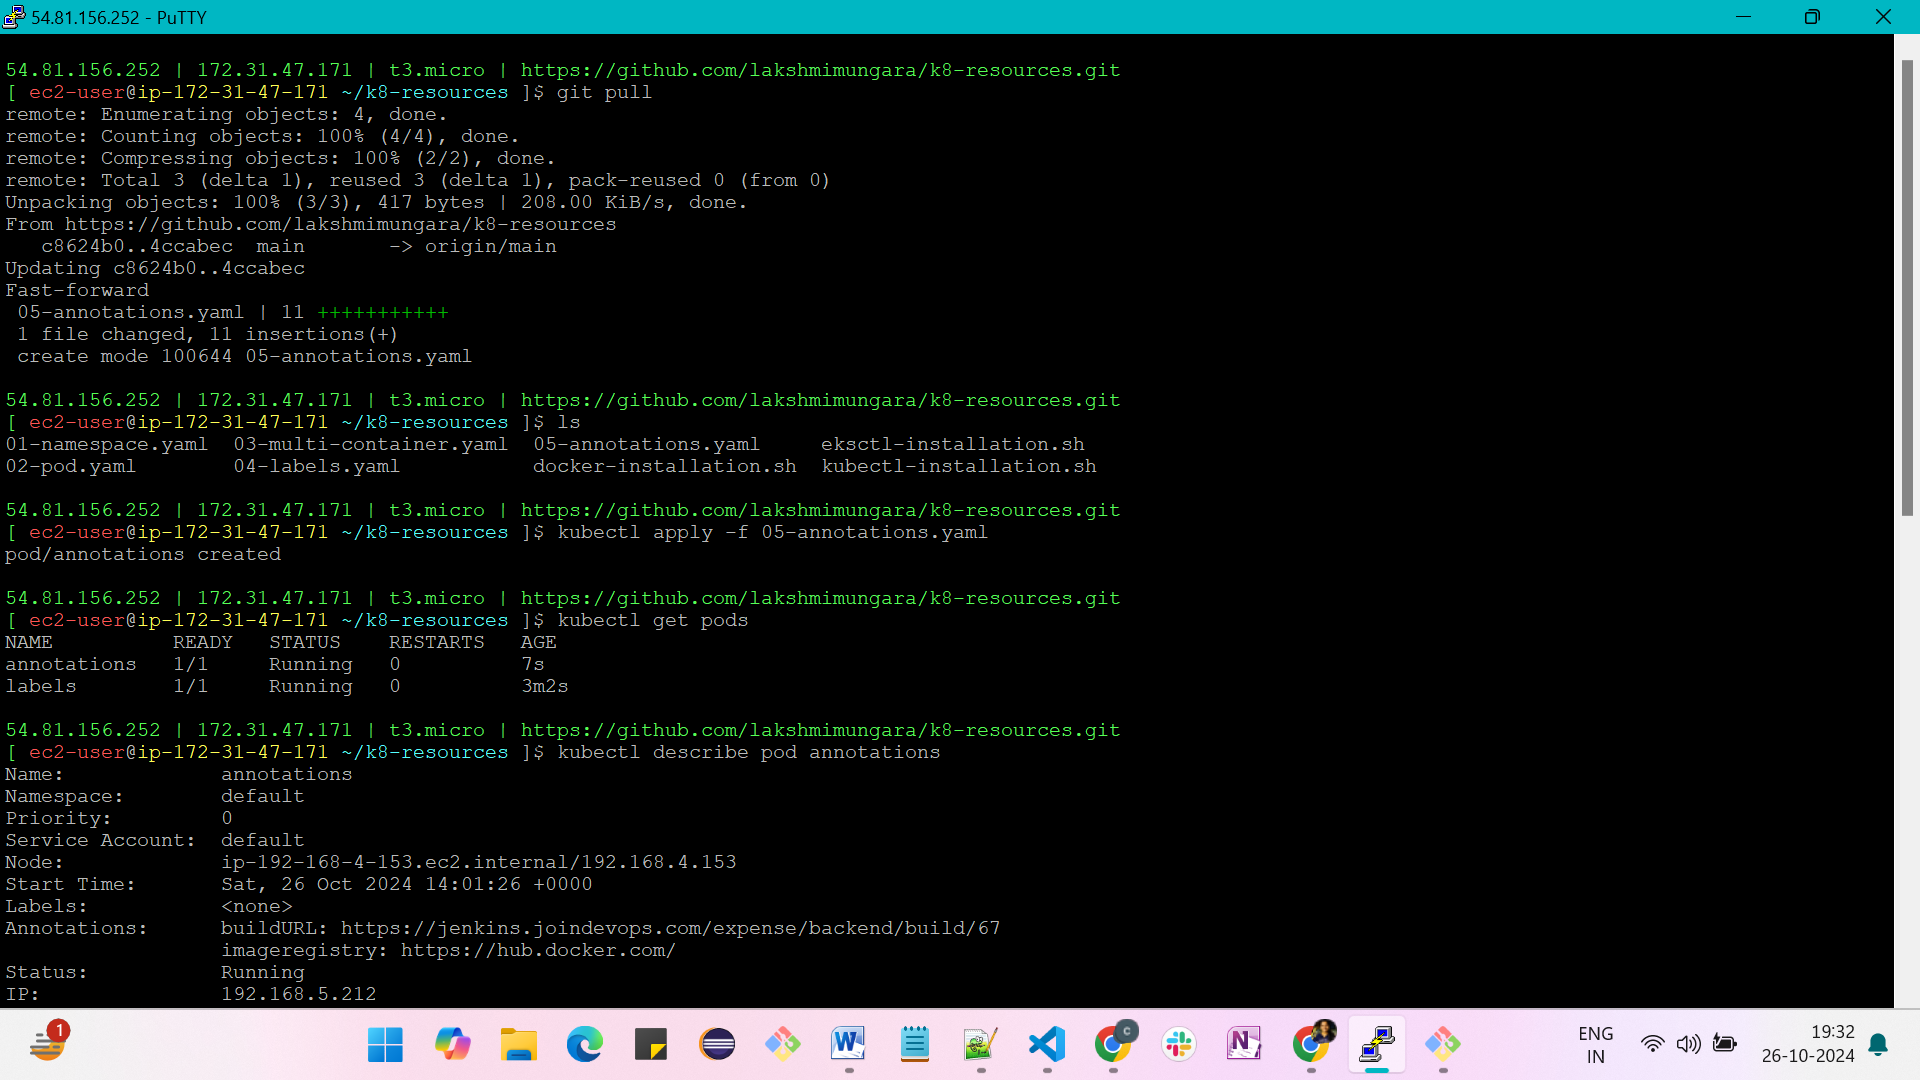 54.81.156.252 - PuTTY
54.81.156.252 | 172.31.47.171 | t3.micro | https://github.com/lakshmimungara/k8-resources.git
[ ec2-user@ip-172-31-47-171 ~/k8-resources ]$ git pull
remote: Enumerating objects: 4, done.
remote: Counting objects: 100% (4/4), done.
remote: Compressing objects: 100% (2/2), done.
remote: Total 3 (delta 1), reused 3 (delta 1), pack-reused 0 (from 0)
Unpacking objects: 100% (3/3), 417 bytes | 208.00 KiB/s, done.
From https://github.com/lakshmimungara/k8-resources
   c8624b0..4ccabec  main       -> origin/main
Updating c8624b0..4ccabec
Fast-forward
 05-annotations.yaml | 11 +++++++++++
 1 file changed, 11 insertions(+)
 create mode 100644 05-annotations.yaml
54.81.156.252 | 172.31.47.171 | t3.micro | https://github.com/lakshmimungara/k8-resources.git
[ ec2-user@ip-172-31-47-171 ~/k8-resources ]$ ls
01-namespace.yaml  03-multi-container.yaml  05-annotations.yaml     eksctl-installation.sh
02-pod.yaml        04-labels.yaml           docker-installation.sh  kubectl-installation.sh
54.81.156.252 | 172.31.47.171 | t3.micro | https://github.com/lakshmimungara/k8-resources.git
[ ec2-user@ip-172-31-47-171 ~/k8-resources ]$ kubectl apply -f 05-annotations.yaml
pod/annotations created
54.81.156.252 | 172.31.47.171 | t3.micro | https://github.com/lakshmimungara/k8-resources.git
[ ec2-user@ip-172-31-47-171 ~/k8-resources ]$ kubectl get pods
NAME          READY   STATUS    RESTARTS   AGE
annotations   1/1     Running   0          7s
labels        1/1     Running   0          3m2s
54.81.156.252 | 172.31.47.171 | t3.micro | https://github.com/lakshmimungara/k8-resources.git
[ ec2-user@ip-172-31-47-171 ~/k8-resources ]$ kubectl describe pod annotations
Name:             annotations
Namespace:        default
Priority:         0
Service Account:  default
Node:             ip-192-168-4-153.ec2.internal/192.168.4.153
Start Time:       Sat, 26 Oct 2024 14:01:26 +0000
Labels:           <none>
Annotations:      buildURL: https://jenkins.joindevops.com/expense/backend/build/67
                  imageregistry: https://hub.docker.com/
Status:           Running
IP:               192.168.5.212
1
C
ENG
IN
19:32
26-10-2024